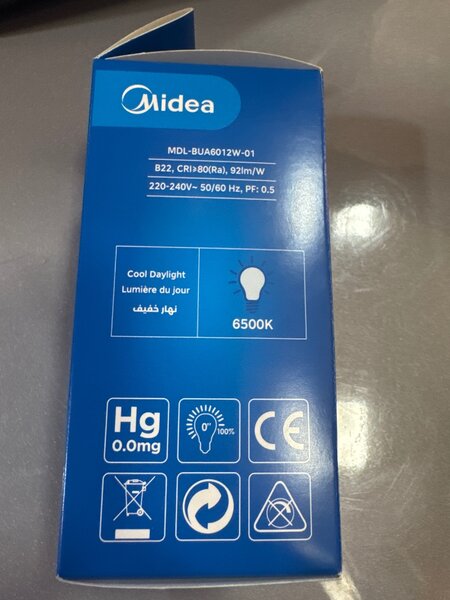 Midea
MDL-BUA6012W-01
B22, CRI≥80(Ra), 92lm/W
220-240V~ 50/60 Hz, PF: 0.5
Cool Daylight
Lumière du jour
نهار خفيف
6500K
Hg
0.0mg
0"
100%
CE